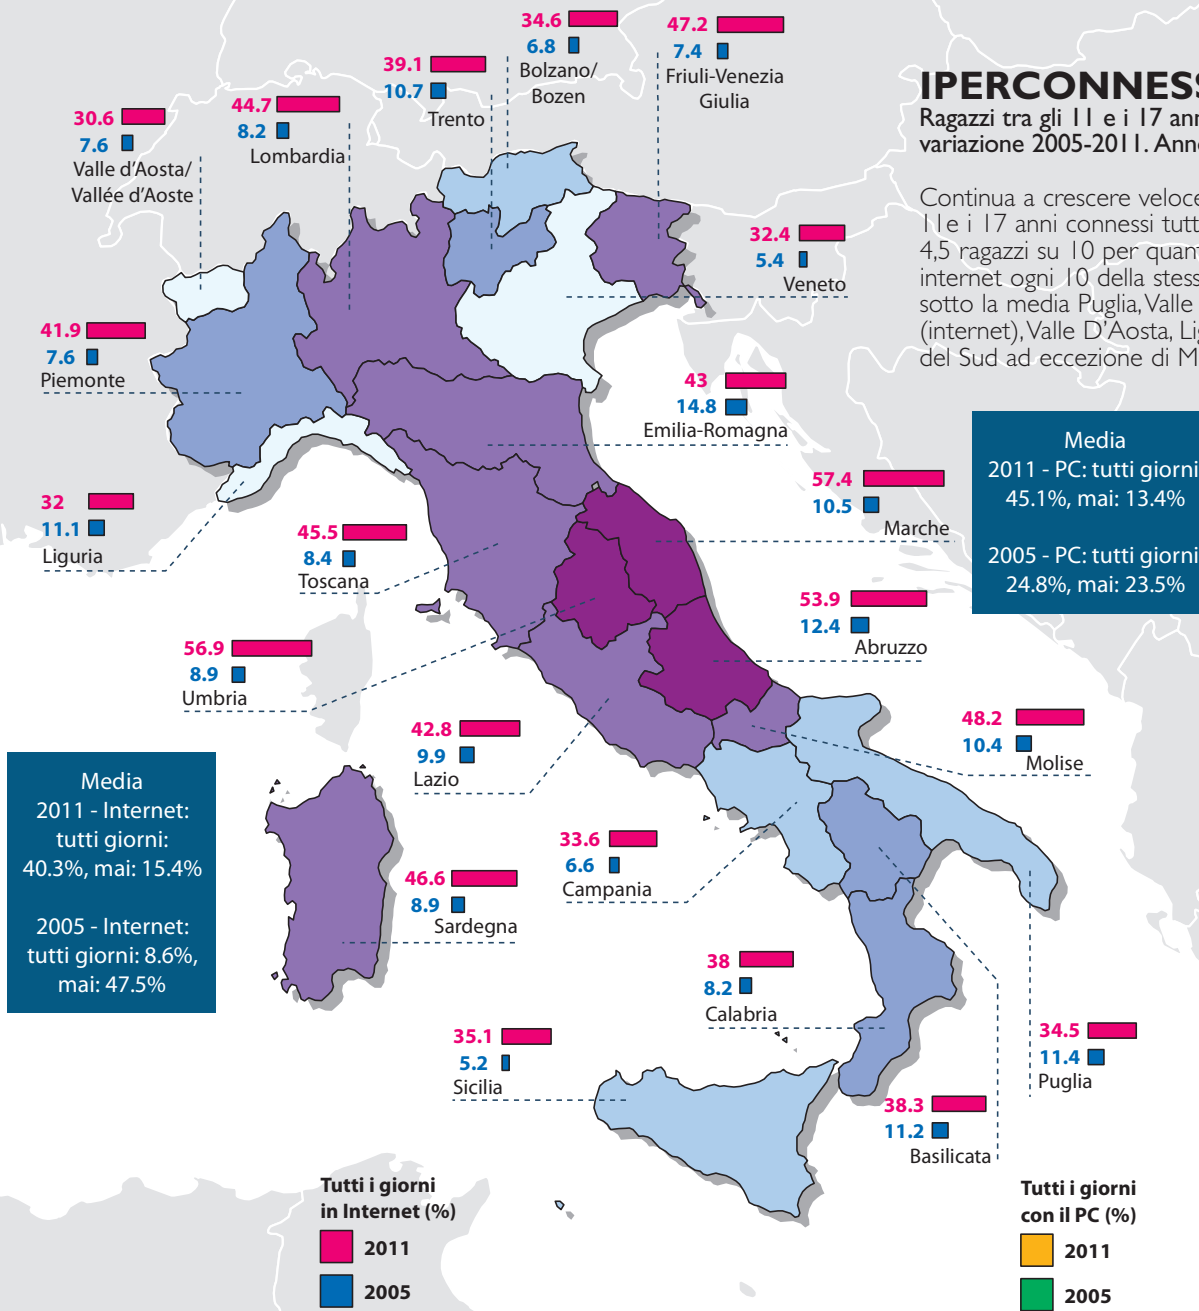 34.6
6.8
Bolzano/
Bozen
47.2
7.4
Friuli-Venezia
Giulia
39.1
10.7
Trento
44.7
8.2
Lombardia
30.6
7.6
Valle d'Aosta/
Vallée d'Aoste
IPERCONNESS
Ragazzi tra gli 11 e i 17 ann
variazione 2005-2011. Anno
Continua a crescere veloce
11e i 17 anni connessi tutt
4,5 ragazzi su 10 per quant
internet ogni 10 della stess
sotto la media Puglia, Valle
(internet), Valle D'Aosta, Lig
del Sud ad eccezione di M
32.4
5.4
Veneto
41.9
7.6
Piemonte
43
14.8
Emilia-Romagna
Media
2011 - PC: tutti giorni
45.1%, mai: 13.4%
2005 - PC: tutti giorni
24.8%, mai: 23.5%
57.4
10.5
Marche
32
11.1
Liguria
45.5
8.4
Toscana
53.9
12.4
Abruzzo
56.9
8.9
Umbria
42.8
9.9
Lazio
48.2
10.4
Molise
Media
2011 - Internet:
tutti giorni:
40.3%, mai: 15.4%
2005 - Internet:
tutti giorni: 8.6%,
mai: 47.5%
33.6
6.6
Campania
46.6
8.9
Sardegna
38
8.2
Calabria
35.1
5.2
Sicilia
34.5
11.4
Puglia
38.3
11.2
Basilicata
Tutti i giorni
in Internet (%)
2011
2005
Tutti i giorni
con il PC (%)
2011
2005